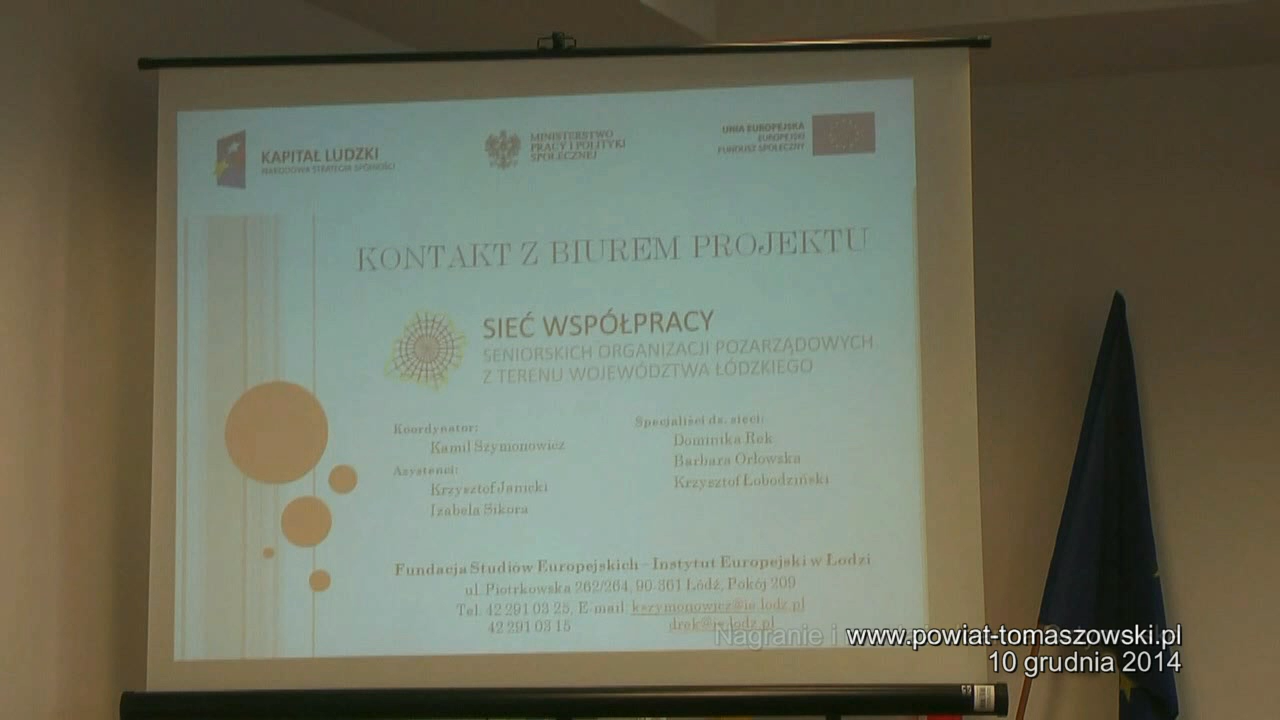 KAPITAŁ LUDZKI
NARODOWA STRATEGIA SPÓJNOŚCI
MINISTERSTWO
PRACY I POLITYKI
SPOŁECZNEJ
UNIA EUROPEJSKA
EUROPEJSKI
FUNDUSZ SPOŁECZNY
KONTAKT Z BIUREM PROJEKTU
SIEĆ WSPÓŁPRACY
SENIORSKICH ORGANIZACJI POZARZĄDOWYCH
Z TERENU WOJEWÓDZTWA ŁÓDZKIEGO
Koordynator:
Kamil Szymonowicz
Asystenci:
Krzysztof Janicki
Izabela Sikora
Specjaliści ds. sieci:
Dominika Rek
Barbara Orłowska
Krzysztof Łobodziński
Fundacja Studiów Europejskich - Instytut Europejski w Łodzi
ul. Piotrkowska 262/264, 90-361 Łódź, Pokój 209
Tel. 42 291 03 25, E-mail: kszymonowicz@ie.lodz.pl
42 291 03 15 drek@ie.lodz.pl
Nagranie i
www.powiat-tomaszowski.pl
10 grudnia 2014